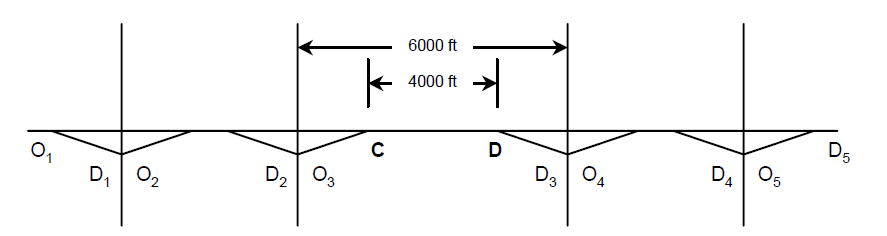 6000 ft
4000 ft
O1 D1 O2 D2 O3 C D D3 O4 D4 O5 D5